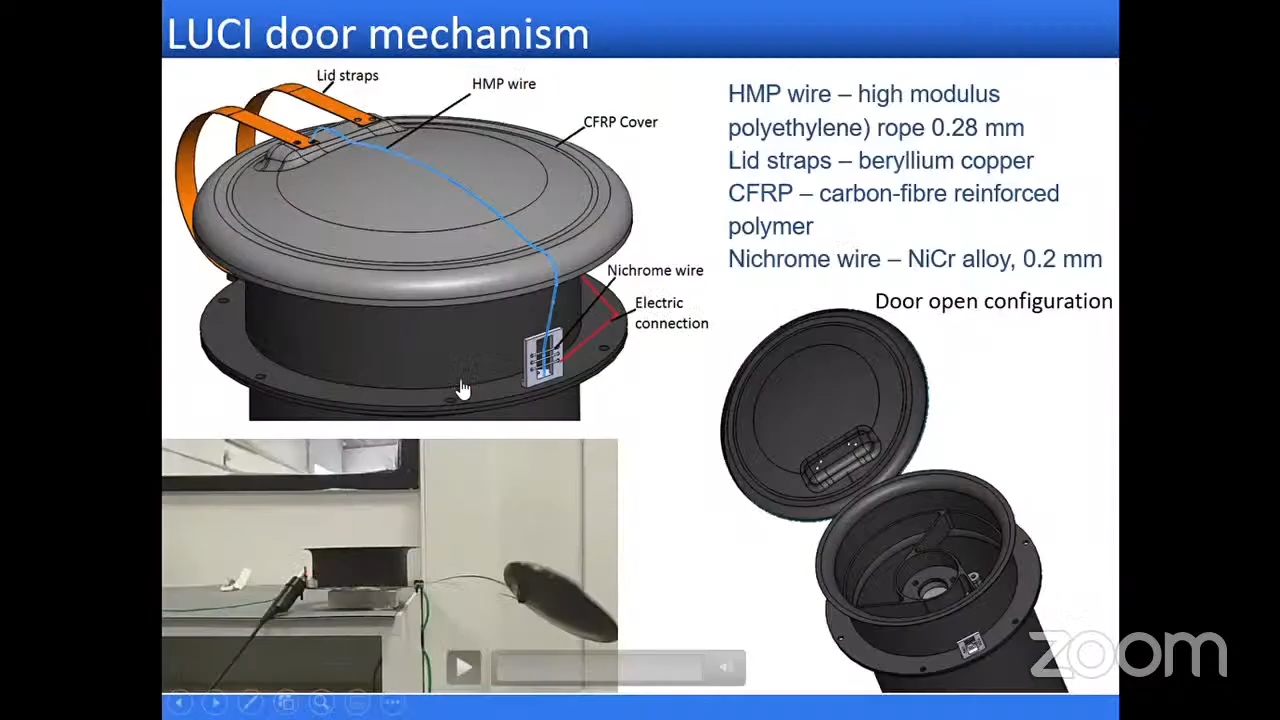 LUCI door mechanism
Lid straps
HMP wire
CFRP Cover
Nichrome wire
Electric
connection
HMP wire – high modulus
polyethylene) rope 0.28 mm
Lid straps – beryllium copper
CFRP – carbon-fibre reinforced
polymer
Nichrome wire – NiCr alloy, 0.2 mm
Door open configuration
zoom